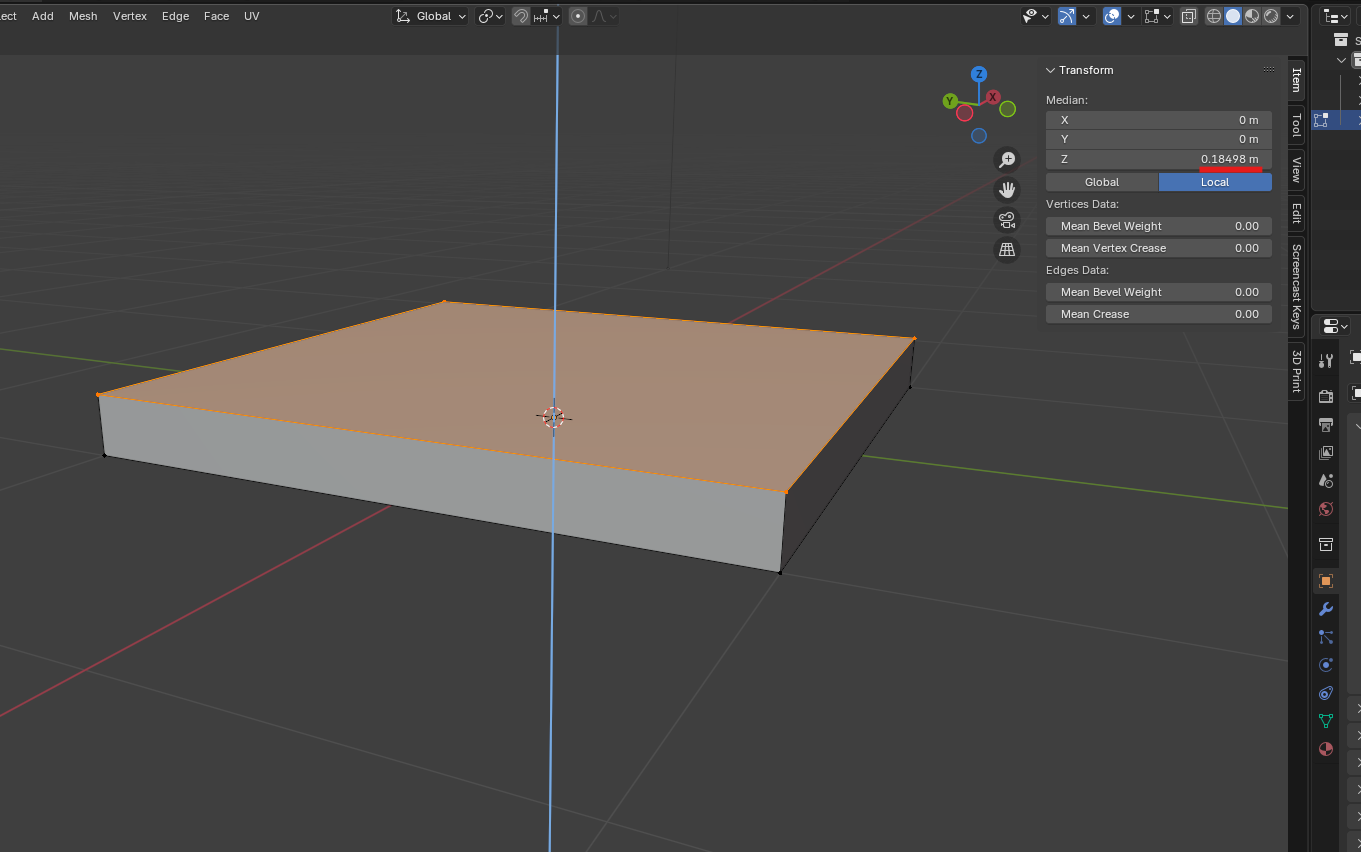 ect Add Mesh Vertex Edge Face UV Global
Z
Y X
Transform
Median:
X 0 m
Y 0 m
Z 0.18498 m
Global Local
Vertices Data:
Mean Bevel Weight 0.00
Mean Vertex Crease 0.00
Edges Data:
Mean Bevel Weight 0.00
Mean Crease 0.00
Item
Tool
View
Edit
Screencast Keys
3D Print
S